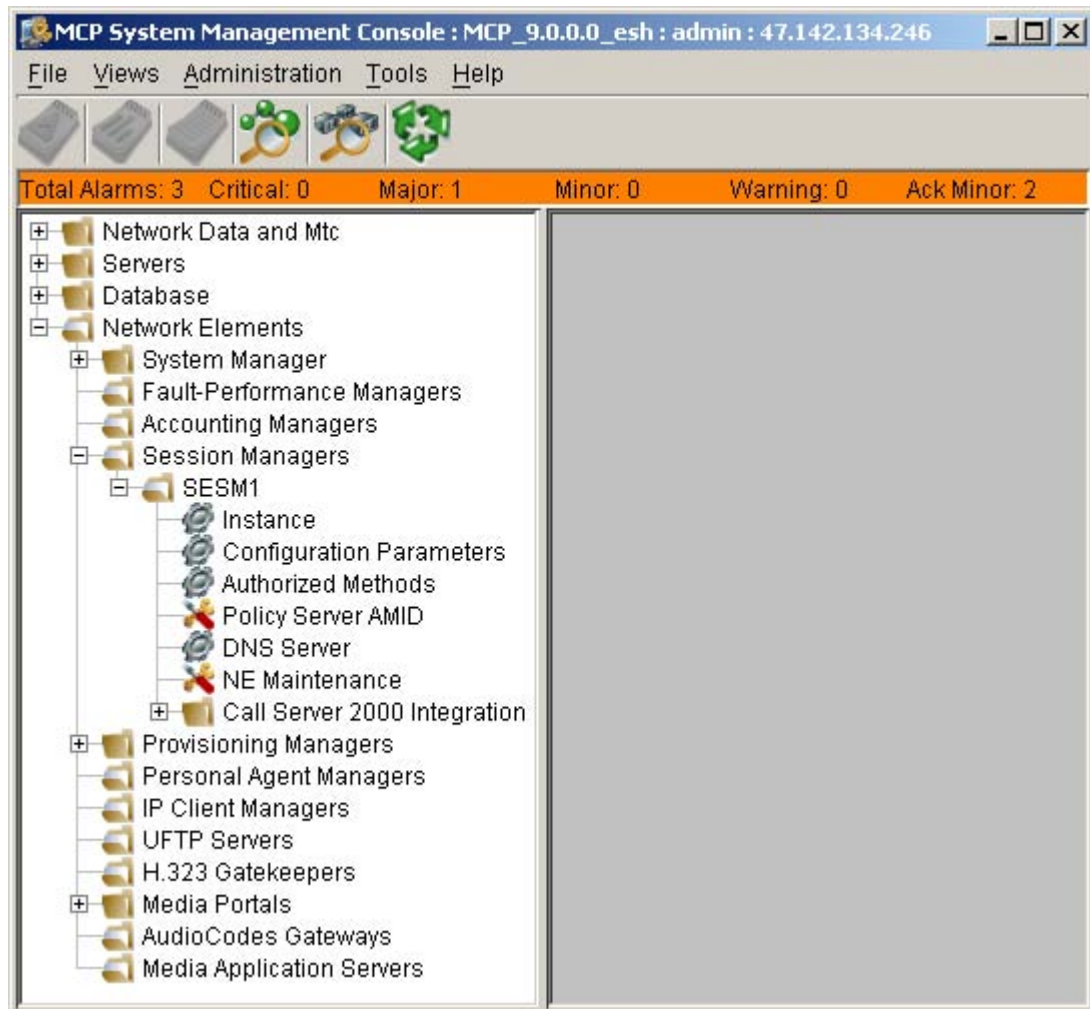 MCP System Management Console : MCP_9.0.0.0_esh : admin : 47.142.134.246
File Views Administration Tools Help
Total Alarms: 3 Critical: 0 Major: 1 Minor: 0 Warning: 0 Ack Minor: 2
Network Data and Mtc
Servers
Database
Network Elements
System Manager
Fault-Performance Managers
Accounting Managers
Session Managers
SESM1
Instance
Configuration Parameters
Authorized Methods
Policy Server AMID
DNS Server
NE Maintenance
Call Server 2000 Integration
Provisioning Managers
Personal Agent Managers
IP Client Managers
UFTP Servers
H.323 Gatekeepers
Media Portals
AudioCodes Gateways
Media Application Servers